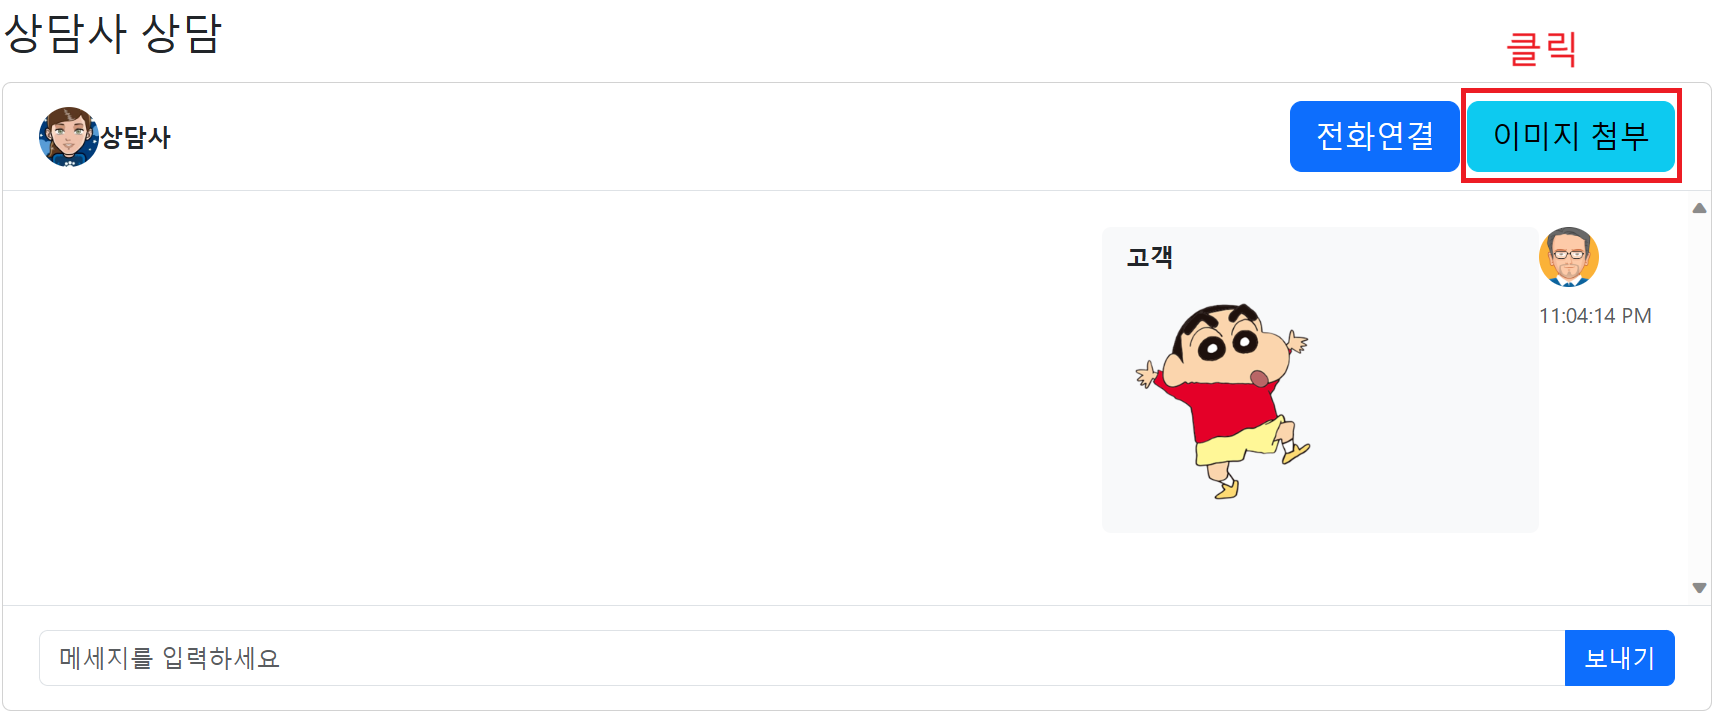 상담사 상담
클릭
상담사
전화연결
이미지 첨부
고객
11:04:14 PM
메세지를 입력하세요
보내기